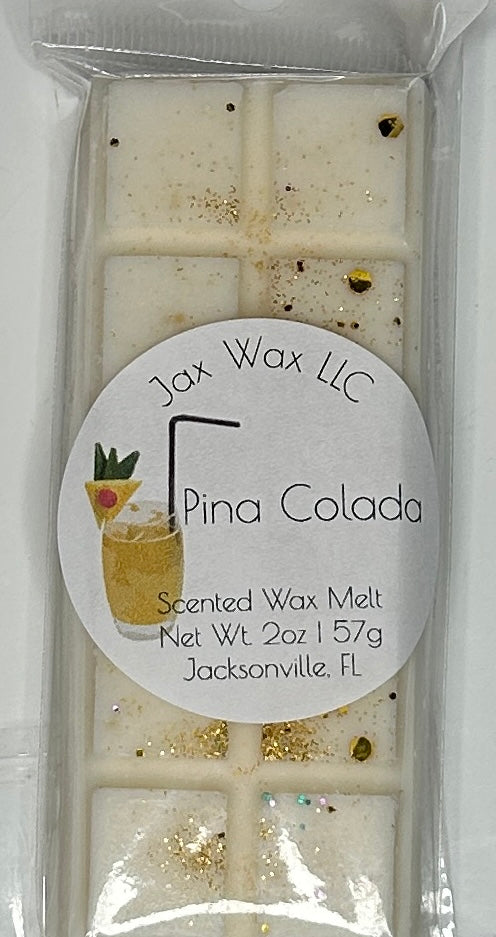 Jax Wax LLC
Pina Colada
Scented Wax Melt
Net Wt. 2oz | 57g
Jacksonville, FL